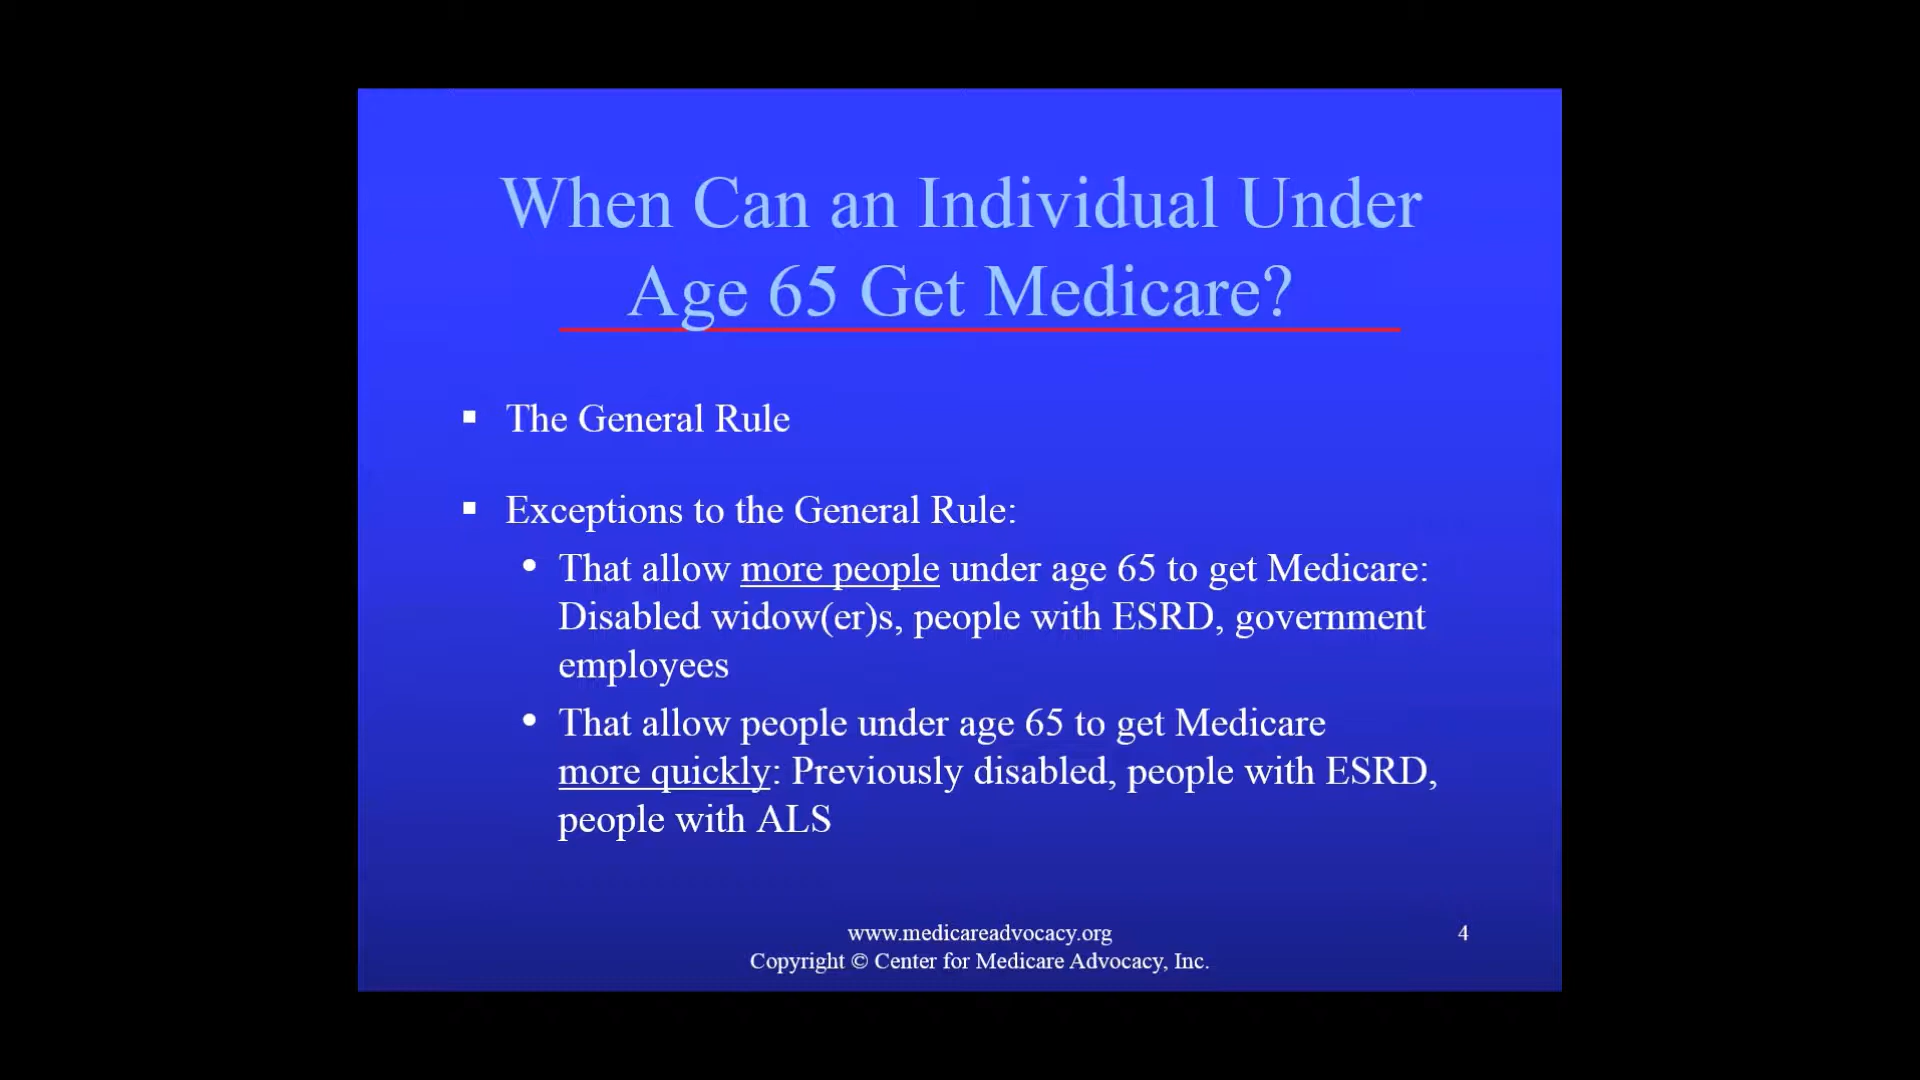 When Can an Individual Under
Age 65 Get Medicare?
▪ The General Rule
▪ Exceptions to the General Rule:
• That allow more people under age 65 to get Medicare:
Disabled widow(er)s, people with ESRD, government
employees
• That allow people under age 65 to get Medicare
more quickly: Previously disabled, people with ESRD,
people with ALS
www.medicareadvocacy.org
4
Copyright © Center for Medicare Advocacy, Inc.